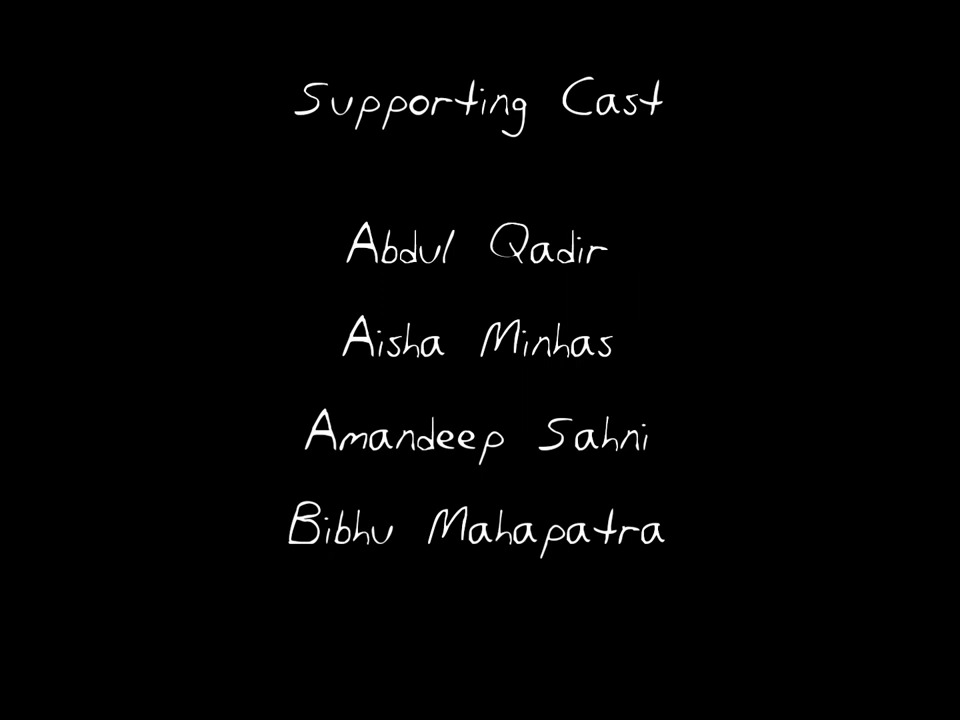 Supporting Cast
Abdul Qadir
Aisha Minhas
Amandeep Sahni
Bibhu Mahapatra